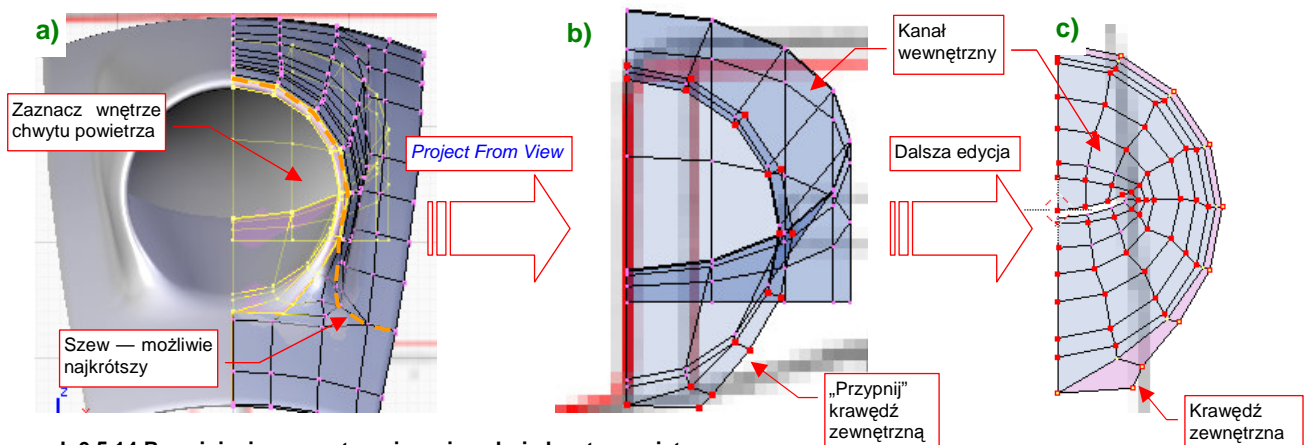 a)
b)
c)
Kanał
wewnętrzny
Zaznacz wnętrze
chwytu powietrza
Project From View
Dalsza edycja
Szew — możliwie
najkrótszy
z
„Przypnij”
krawędź
zewnętrzną
Krawędź
zewnętrzna